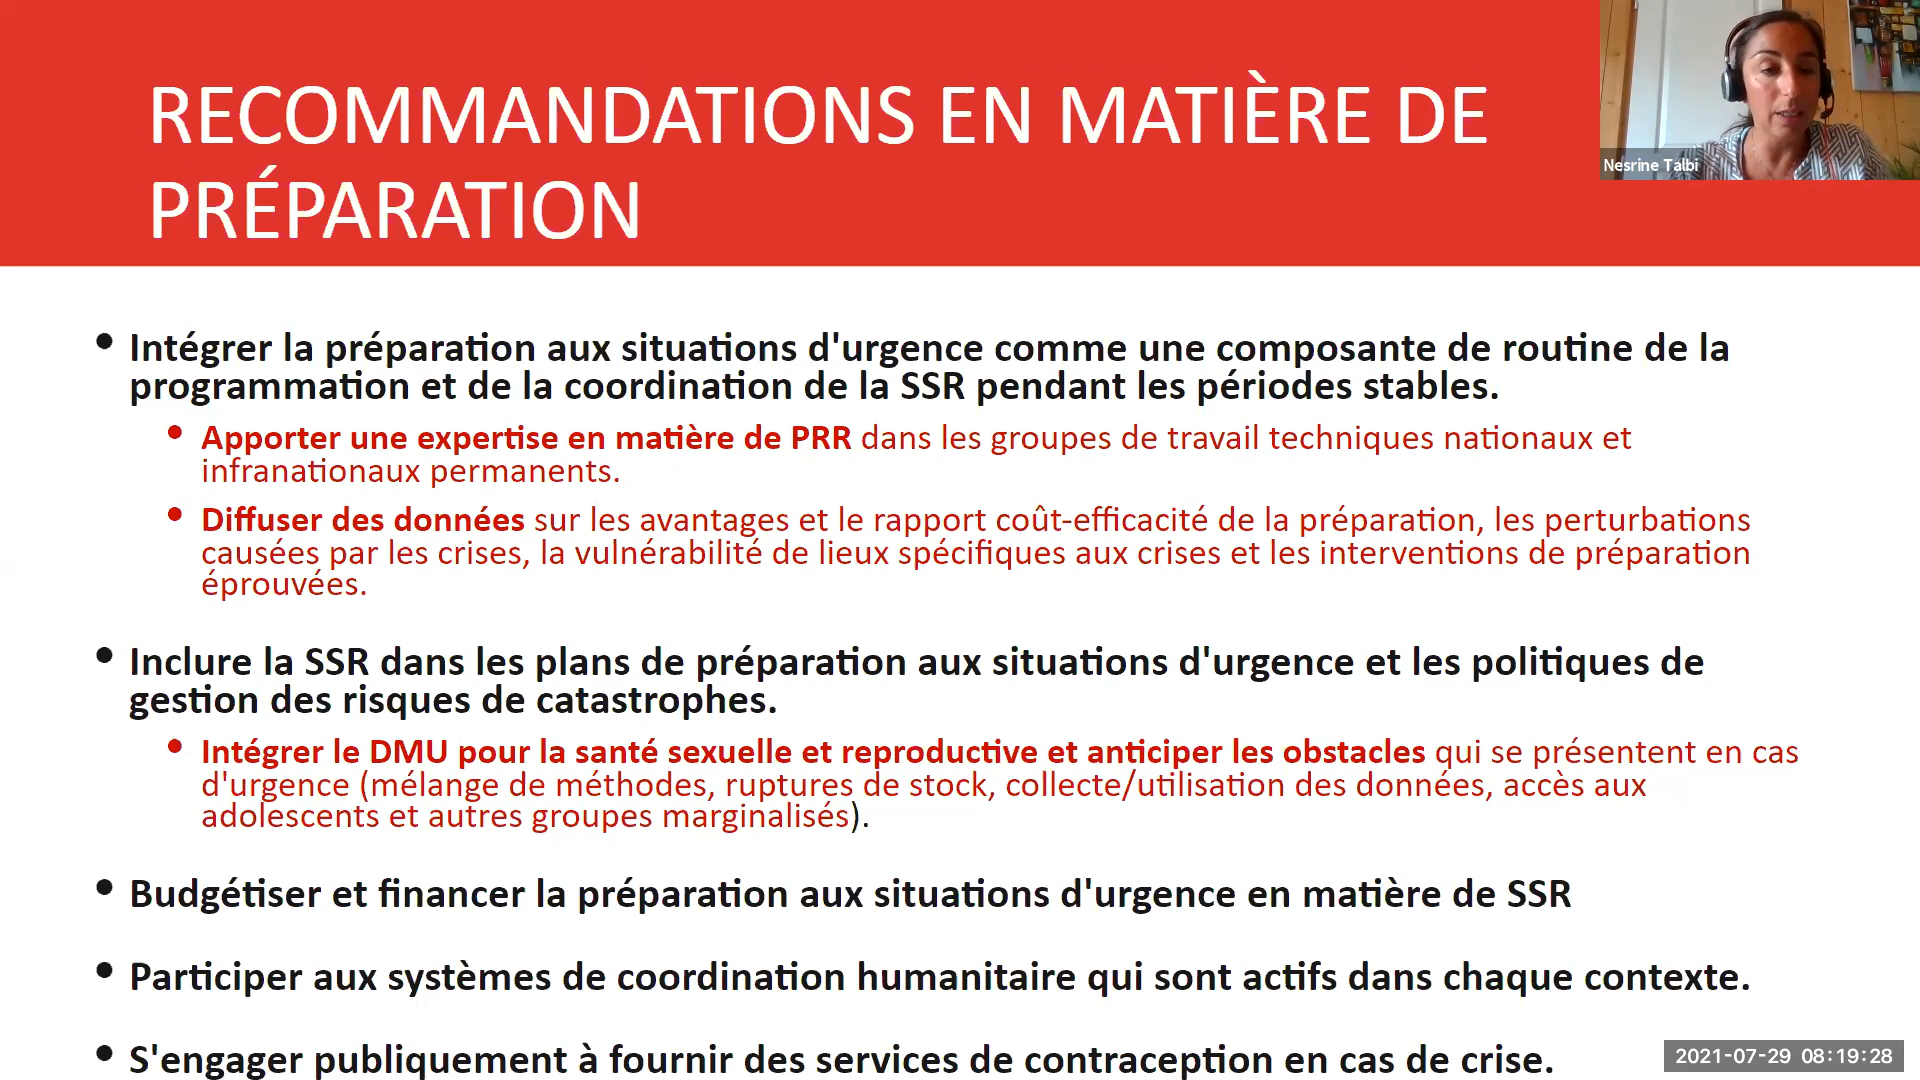 RECOMMANDATIONS EN MATIÈRE DE
PRÉPARATION
Nesrine Talbi
• Intégrer la préparation aux situations d'urgence comme une composante de routine de la
programmation et de la coordination de la SSR pendant les périodes stables.
• Apporter une expertise en matière de PRR dans les groupes de travail techniques nationaux et
infranationaux permanents.
• Diffuser des données sur les avantages et le rapport coût-efficacité de la préparation, les perturbations
causées par les crises, la vulnérabilité de lieux spécifiques aux crises et les interventions de préparation
éprouvées.
• Inclure la SSR dans les plans de préparation aux situations d'urgence et les politiques de
gestion des risques de catastrophes.
• Intégrer le DMU pour la santé sexuelle et reproductive et anticiper les obstacles qui se présentent en cas
d'urgence (mélange de méthodes, ruptures de stock, collecte/utilisation des données, accès aux
adolescents et autres groupes marginalisés).
• Budgétiser et financer la préparation aux situations d'urgence en matière de SSR
• Participer aux systèmes de coordination humanitaire qui sont actifs dans chaque contexte.
• S'engager publiquement à fournir des services de contraception en cas de crise.
2021-07-29 08:19:28